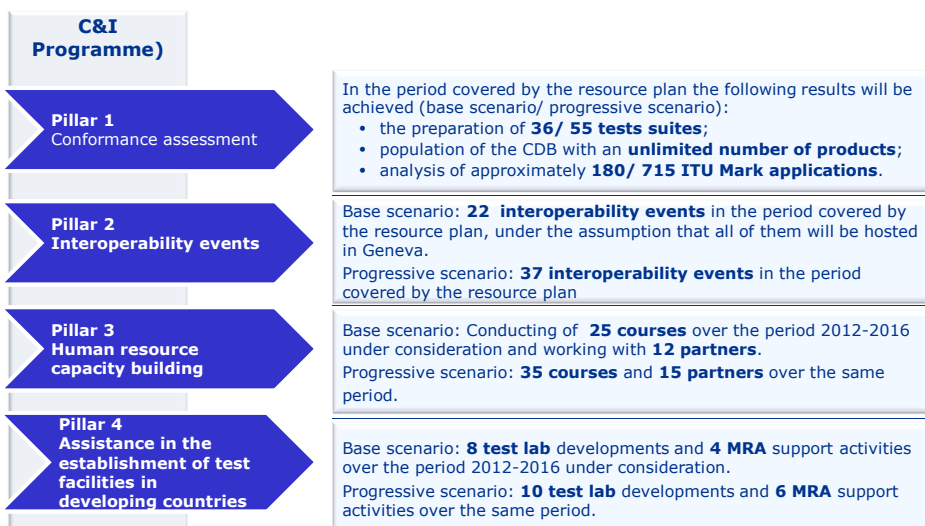 C&I
Programme)
Pillar 1
Conformance assessment
In the period covered by the resource plan the following results will be
achieved (base scenario/ progressive scenario):
• the preparation of 36/ 55 tests suites;
• population of the CDB with an unlimited number of products;
• analysis of approximately 180/ 715 ITU Mark applications.
Pillar 2
Interoperability events
Base scenario: 22 interoperability events in the period covered by
the resource plan, under the assumption that all of them will be hosted
in Geneva.
Progressive scenario: 37 interoperability events in the period
covered by the resource plan
Pillar 3
Human resource
capacity building
Base scenario: Conducting of 25 courses over the period 2012-2016
under consideration and working with 12 partners.
Progressive scenario: 35 courses and 15 partners over the same
period.
Pillar 4
Assistance in the
establishment of test
facilities in
developing countries
Base scenario: 8 test lab developments and 4 MRA support activities
over the period 2012-2016 under consideration.
Progressive scenario: 10 test lab developments and 6 MRA support
activities over the same period.